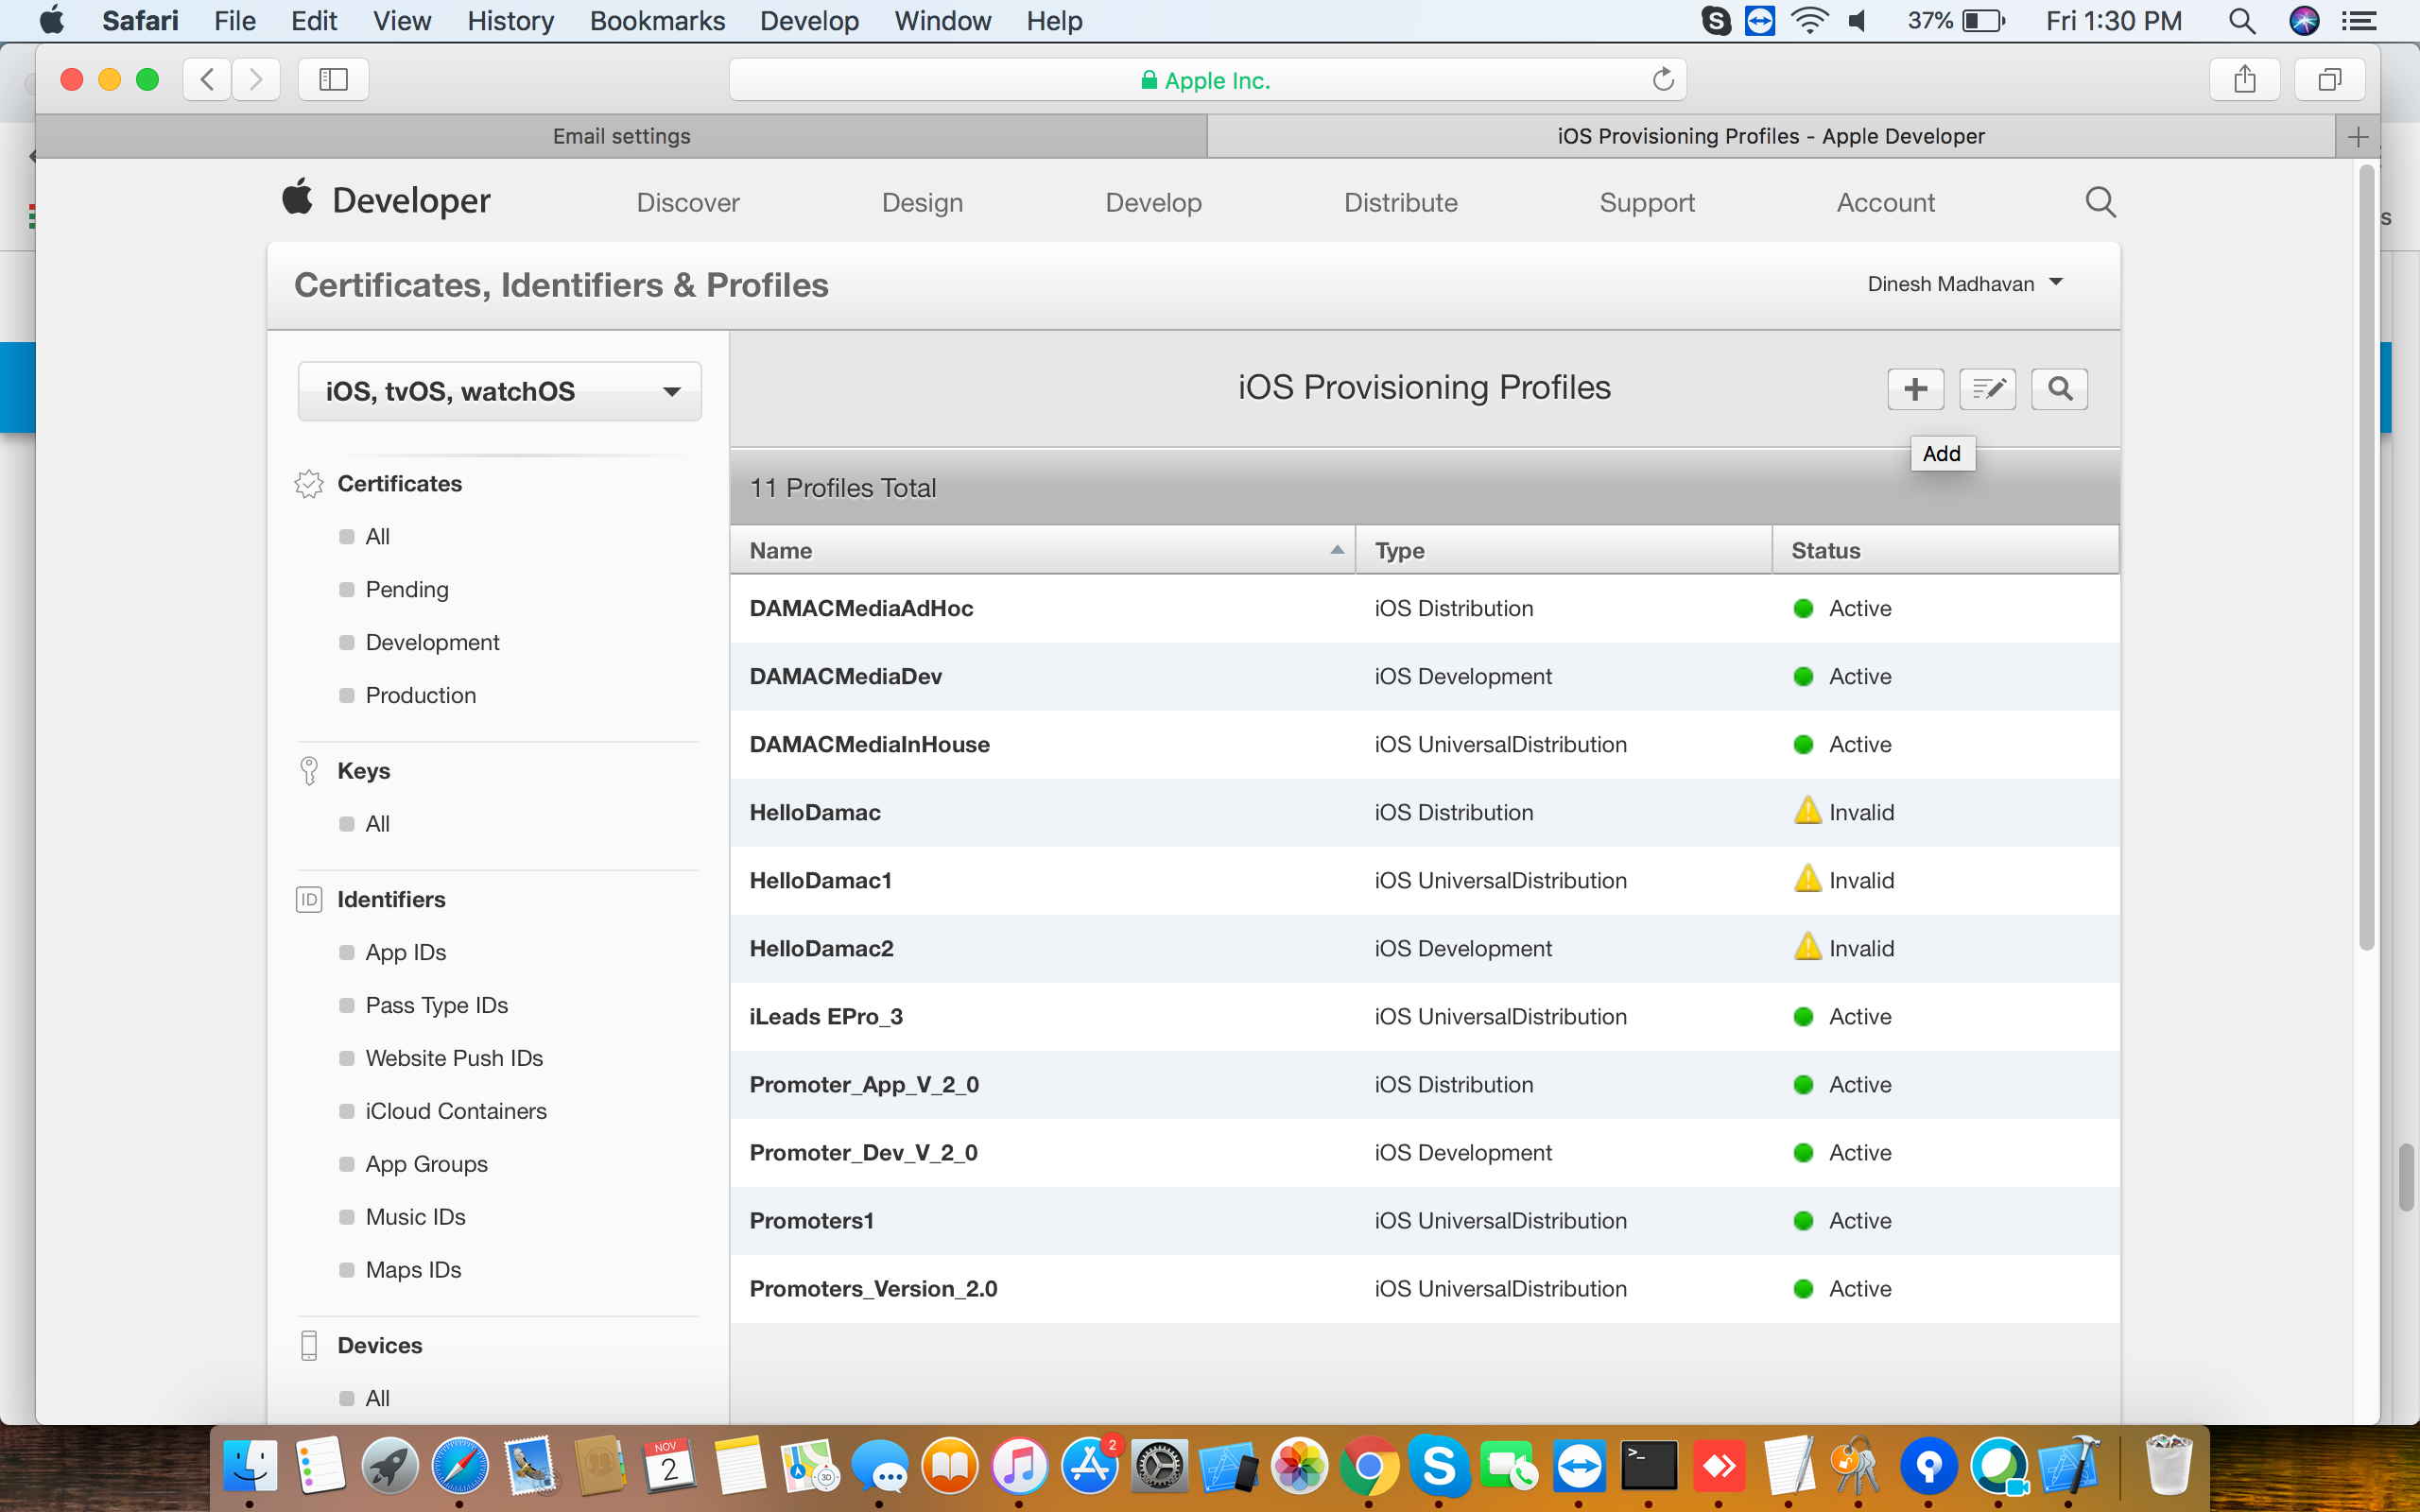 Safari File Edit View History Bookmarks Develop Window Help 37% Fri 1:30 PM
Apple Inc.
Email settings iOS Provisioning Profiles - Apple Developer
Developer Discover Design Develop Distribute Support Account
s
Certificates, Identifiers & Profiles Dinesh Madhavan
iOS, tvOS, watchOS
iOS Provisioning Profiles
Add
11 Profiles Total
Name Type Status
DAMACMediaAdHoc iOS Distribution Active
DAMACMediaDev iOS Development Active
DAMACMediaInHouse iOS UniversalDistribution Active
HelloDamac iOS Distribution Invalid
HelloDamac1 iOS UniversalDistribution Invalid
HelloDamac2 iOS Development Invalid
iLeads EPro_3 iOS UniversalDistribution Active
Promoter_App_V_2_0 iOS Distribution Active
Promoter_Dev_V_2_0 iOS Development Active
Promoters1 iOS UniversalDistribution Active
Promoters_Version_2.0 iOS UniversalDistribution Active
Certificates
All
Pending
Development
Production
Keys
All
ID Identifiers
App IDs
Pass Type IDs
Website Push IDs
iCloud Containers
App Groups
Music IDs
Maps IDs
Devices
All
NOV
2
3D
2
S
>_